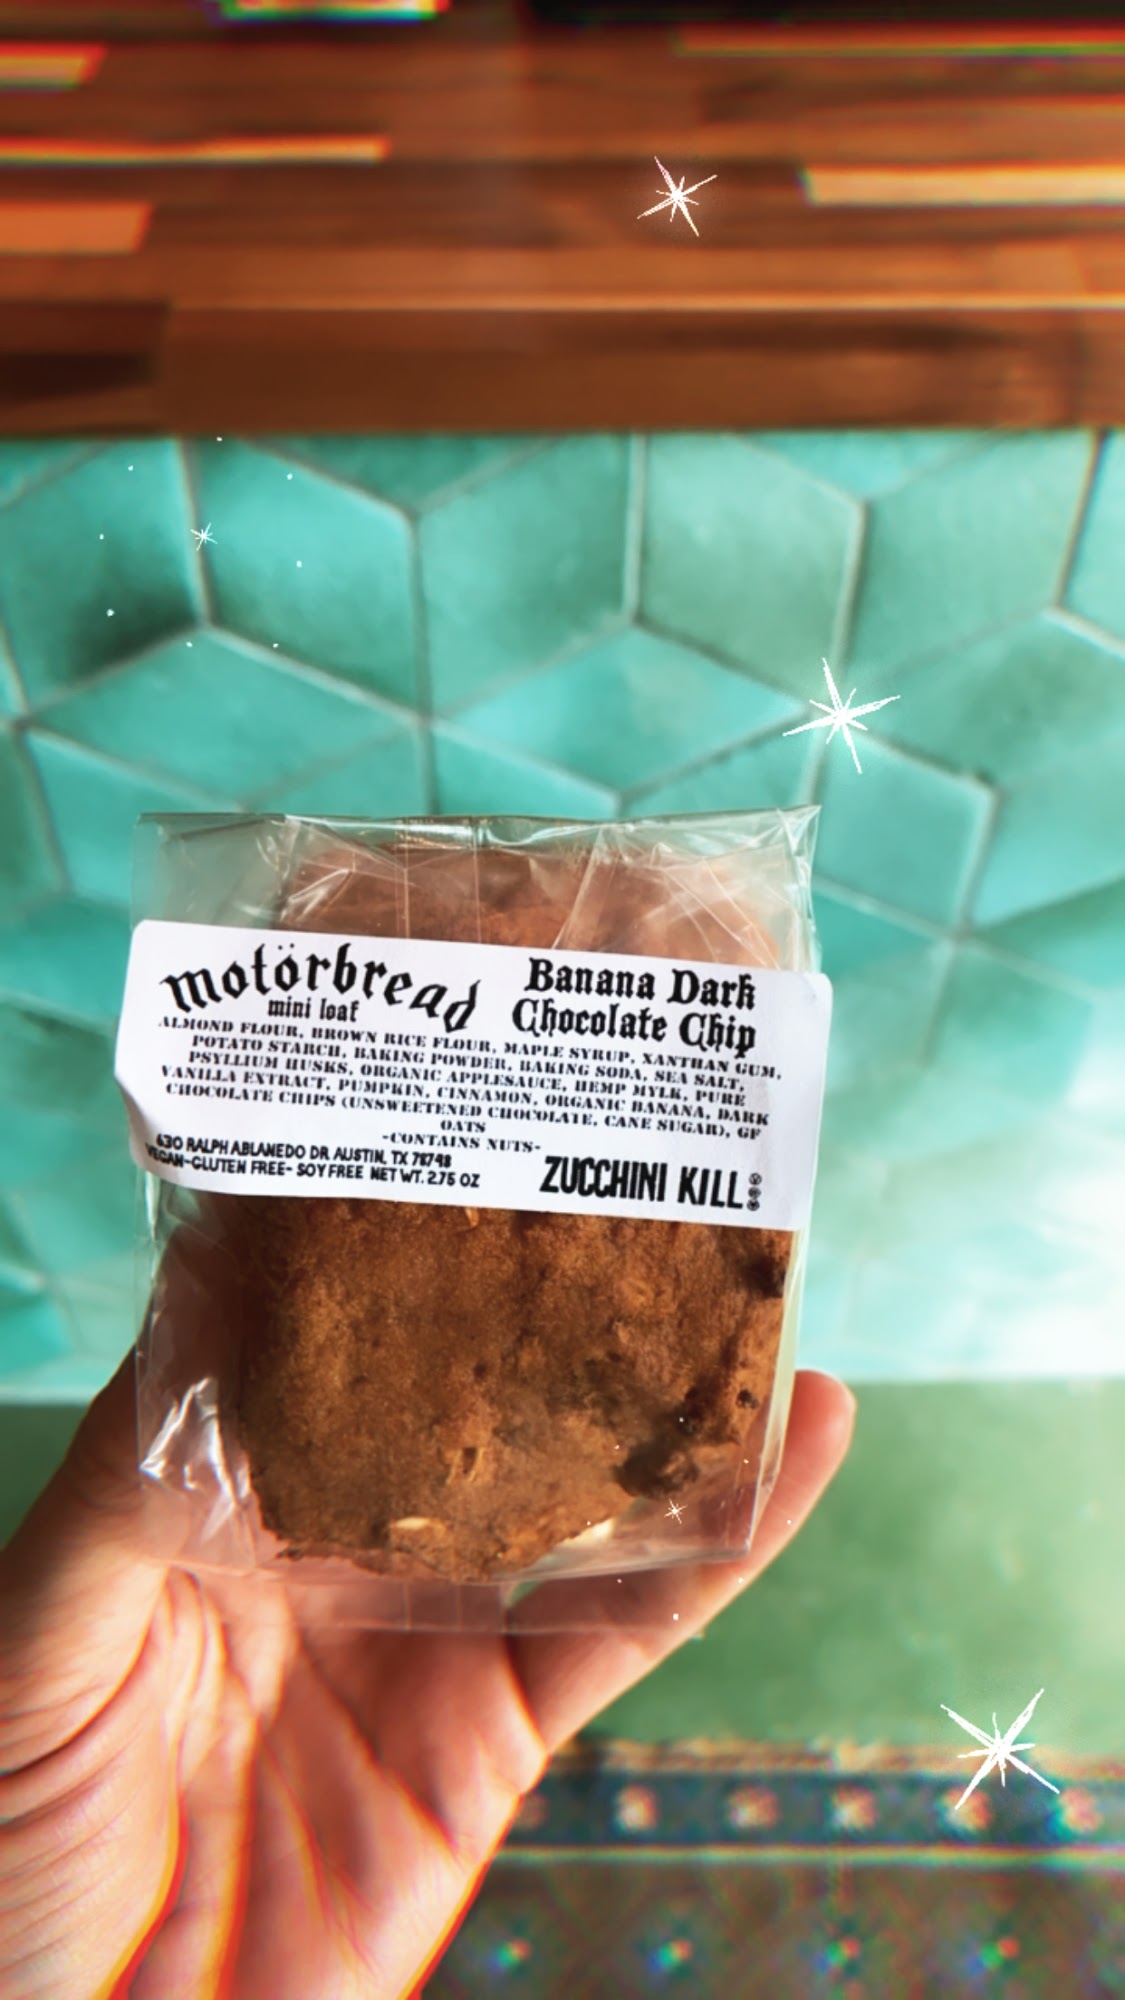 motörbread
mini loaf
Banana Dark
Chocolate Chip
ALMOND FLOUR, BROWN RICE FLOUR, MAPLE SYRUP, XANTHAN GUM,
POTATO STARCH, BAKING POWDER, BAKING SODA, SEA SALT,
PSYLLIUM HUSKS, ORGANIC APPLESAUCE, HEMP MYLK, PURE
VANILLA EXTRACT, PUMPKIN, CINNAMON, ORGANIC BANANA, DARK
CHOCOLATE CHIPS (UNSWEETENED CHOCOLATE, CANE SUGAR), GF
OATS
-CONTAINS NUTS-
630 RALPH ABLANEDO DR AUSTIN, TX 78748
VEGAN-GLUTEN FREE- SOY FREE NET WT. 2.75 OZ
ZUCCHINI KILL